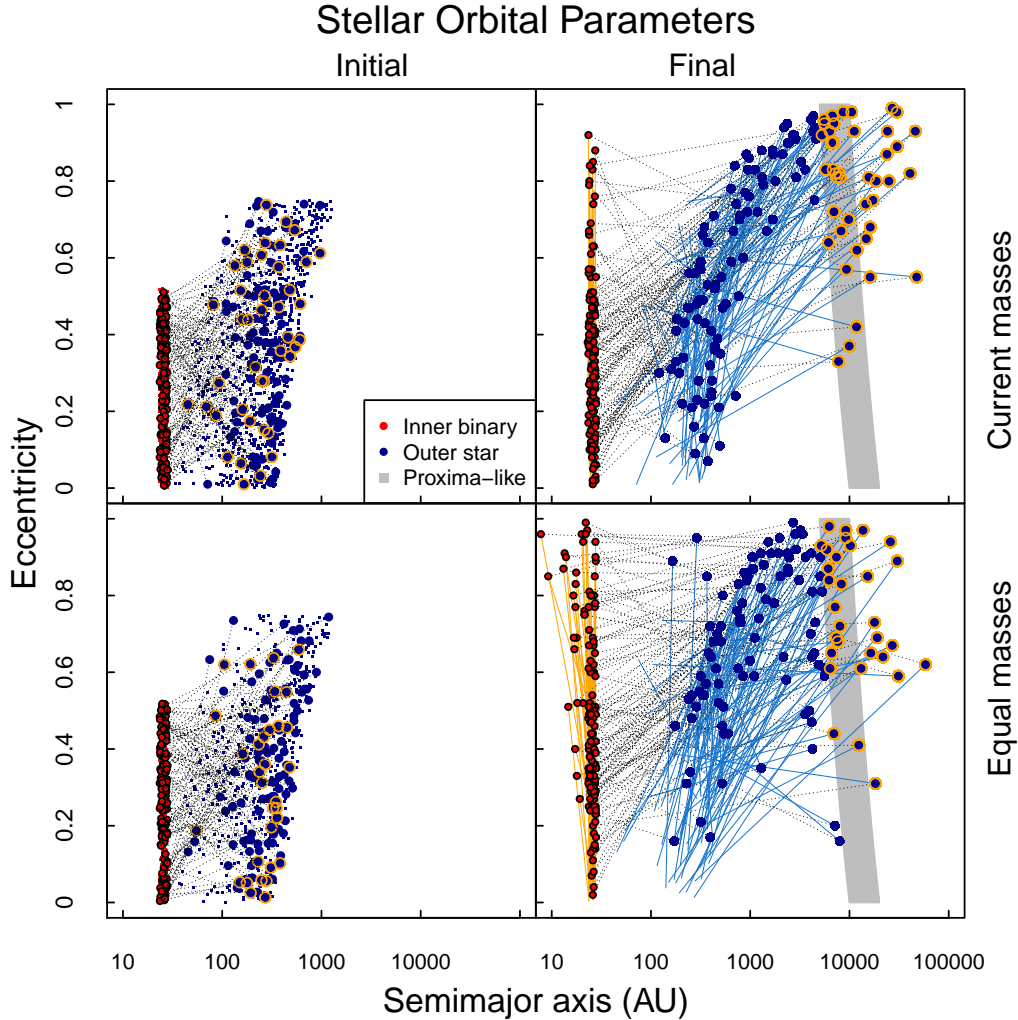 Stellar Orbital Parameters
Initial
Final
Eccentricity
1
0.8
0.6
0.4
0.2
0
Inner binary
Outer star
Proxima−like
Current masses
0.8
0.6
0.4
0.2
0
Equal masses
10
100
1000
10000
10
100
1000
10000
100000
Semimajor axis (AU)